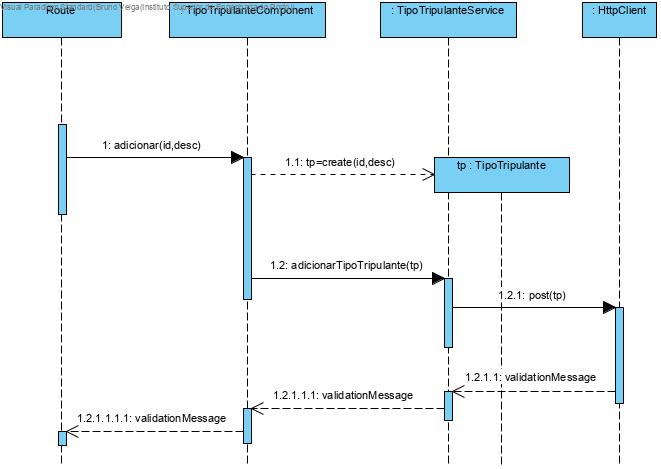 Visual Paradigm Standard(Bruno Veiga(Instituto Superior de Engenharia do Porto))
Route
: TipoTripulanteComponent
: TipoTripulanteService
: HttpClient
1: adicionar(id,desc)
1.1: tp=create(id,desc)
tp : TipoTripulante
1.2: adicionarTipoTripulante(tp)
1.2.1: post(tp)
1.2.1.1: validationMessage
1.2.1.1.1: validationMessage
1.2.1.1.1.1: validationMessage